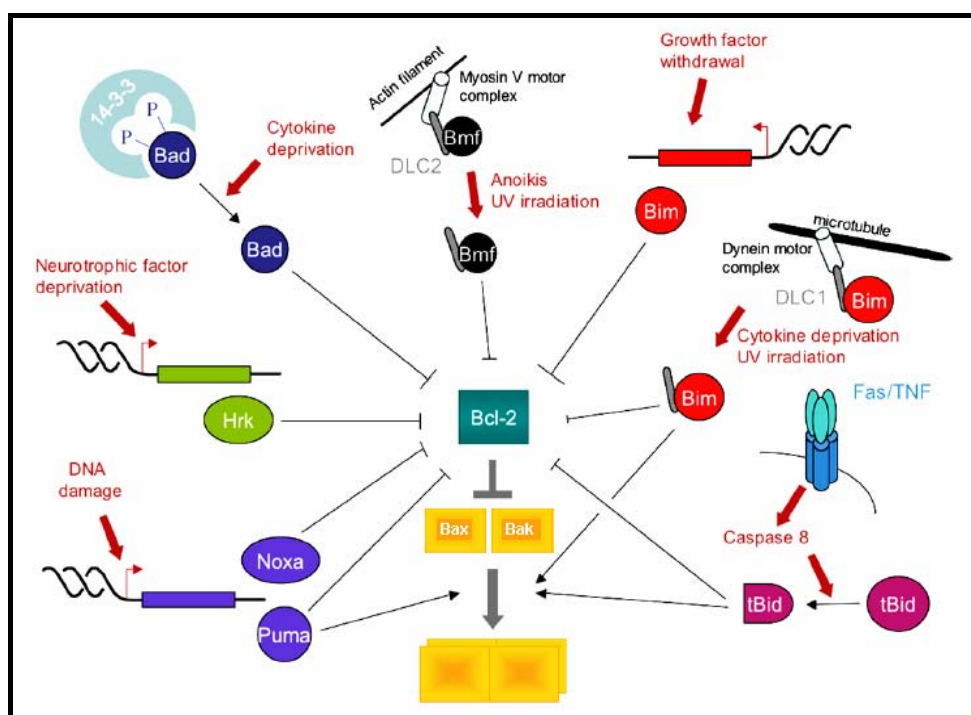 14-3-3
P
P
Bad
Cytokine
deprivation
Bad
Actin filament
Myosin V motor
complex
Bmf
DLC2
Anoikis
UV irradiation
Bmf
Growth factor
withdrawal
Bim
microtubule
Dynein motor
complex
DLC1
Bim
Cytokine deprivation
UV irradiation
Bim
Neurotrophic factor
deprivation
Hrk
Bcl-2
Fas/TNF
DNA
damage
Noxa
Puma
Bax
Bak
Caspase 8
tBid
tBid